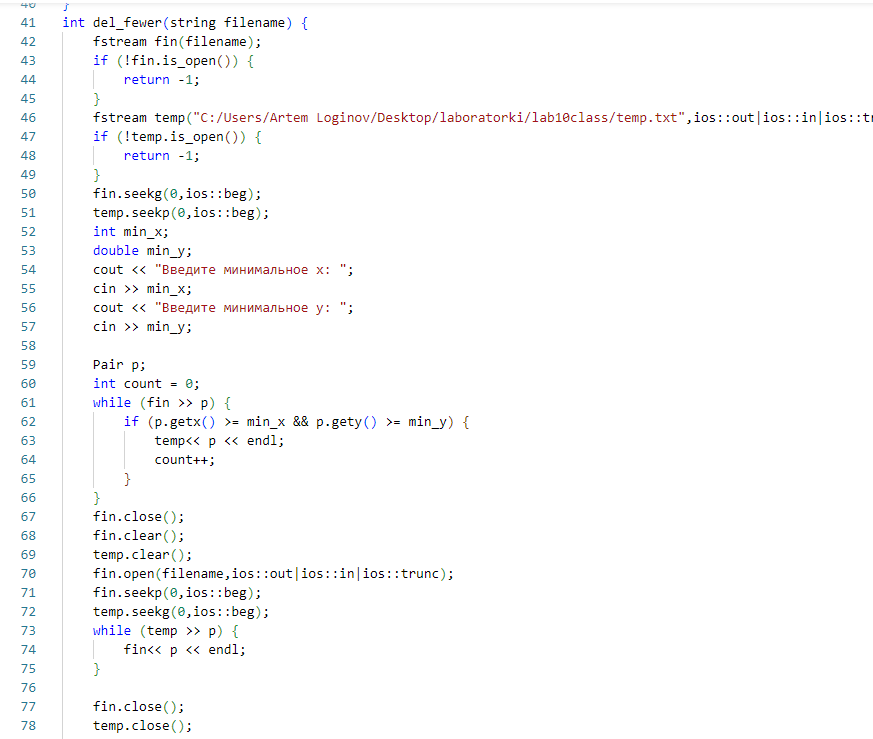 40 }
41 int del_fewer(string filename) {
42 fstream fin(filename);
43 if (!fin.is_open()) {
44 return -1;
45 }
46 fstream temp("C:/Users/Artem Loginov/Desktop/laboratorki/lab10class/temp.txt",ios::out|ios::in|ios::tr
47 if (!temp.is_open()) {
48 return -1;
49 }
50 fin.seekg(0,ios::beg);
51 temp.seekp(0,ios::beg);
52 int min_x;
53 double min_y;
54 cout << "Введите минимальное x: ";
55 cin >> min_x;
56 cout << "Введите минимальное y: ";
57 cin >> min_y;
58
59 Pair p;
60 int count = 0;
61 while (fin >> p) {
62 if (p.getx() >= min_x && p.gety() >= min_y) {
63 temp<< p << endl;
64 count++;
65 }
66 }
67 fin.close();
68 fin.clear();
69 temp.clear();
70 fin.open(filename,ios::out|ios::in|ios::trunc);
71 fin.seekp(0,ios::beg);
72 temp.seekg(0,ios::beg);
73 while (temp >> p) {
74 fin<< p << endl;
75 }
76
77 fin.close();
78 temp.close();